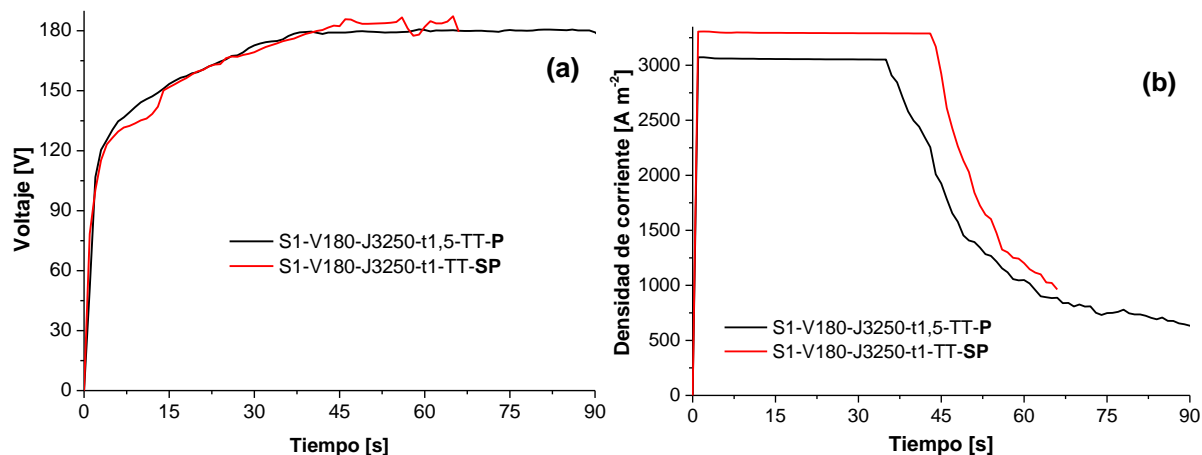 180
150
120
90
60
30
0
Voltaje [V]
(a)
S1-V180-J3250-t1,5-TT-P
S1-V180-J3250-t1-TT-SP
0 15 30 45 60 75 90
Tiempo [s]
3000
2500
2000
1500
1000
500
0
Densidad de corriente [A m-2]
(b)
S1-V180-J3250-t1,5-TT-P
S1-V180-J3250-t1-TT-SP
0 15 30 45 60 75 90
Tiempo [s]